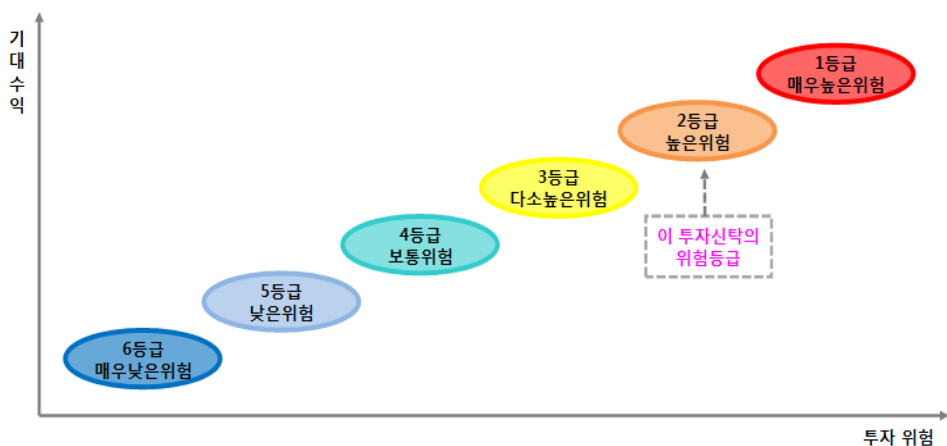 기대수익
1등급
매우높은위험
2등급
높은위험
3등급
다소높은위험
이 투자신탁의
위험등급
4등급
보통위험
5등급
낮은위험
6등급
매우낮은위험
투자 위험